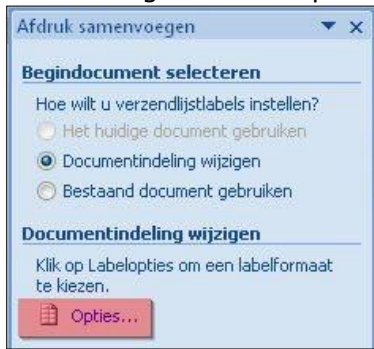 Afdruk samenvoegen
Begindocument selecteren
Hoe wilt u verzendlijstlabels instellen?
Het huidige document gebruiken
Documentindeling wijzigen
Bestaand document gebruiken
Documentindeling wijzigen
Klik op Labelopties om een labelformaat
te kiezen.
Opties...